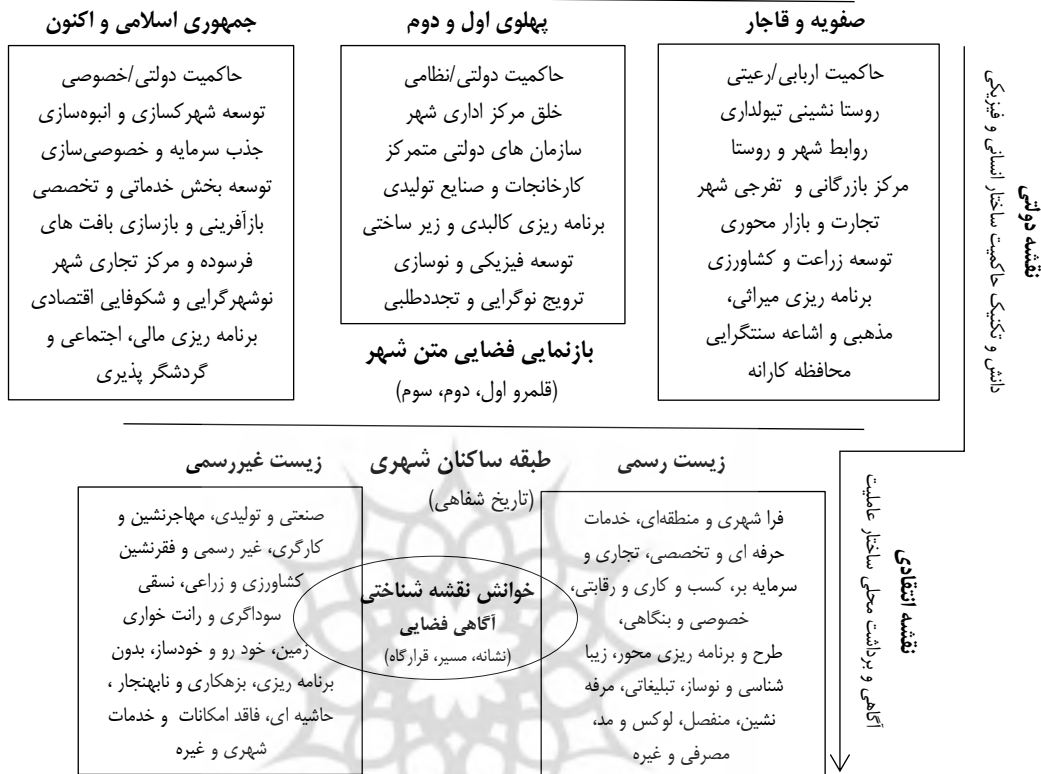 صفویه و قاجار
حاکمیت اربابی/رعیتی
روستا نشینی تیولداری
روابط شهر و روستا
مرکز بازرگانی و تفرجی شهر
تجارت و بازار محوری
توسعه زراعت و کشاورزی
برنامه ریزی میراثی،
مذهبی و اشاعه سنتگرایی
محافظه کارانه
پهلوی اول و دوم
حاکمیت دولتی/نظامی
خلق مرکز اداری شهر
سازمان های دولتی متمرکز
کارخانجات و صنایع تولیدی
برنامه ریزی کالبدی و زیر ساختی
توسعه فیزیکی و نوسازی
ترویج نوگرایی و تجددطلبی
جمهوری اسلامی و اکنون
حاکمیت دولتی/خصوصی
توسعه شهرکسازی و انبوه‌سازی
جذب سرمایه و خصوصی‌سازی
توسعه بخش خدماتی و تخصصی
بازآفرینی و بازسازی بافت های
فرسوده و مرکز تجاری شهر
نوشهرگرایی و شکوفایی اقتصادی
برنامه ریزی مالی، اجتماعی و
گردشگر پذیری
نقشه دولتی
دانش و تکنیک حاکمیت ساختار انسانی و فیزیکی
بازنمایی فضایی متن شهر
(قلمرو اول، دوم، سوم)
زیست رسمی
فرا شهری و منطقه‌ای، خدمات
حرفه ای و تخصصی، تجاری و
سرمایه بر، کسب و کاری و رقابتی،
خصوصی و بنگاهی،
طرح و برنامه ریزی محور، زیبا
شناسی و نوساز، تبلیغاتی، مرفه
نشین، منفصل، لوکس و مد،
مصرفی و غیره
طبقه ساکنان شهری
(تاریخ شفاهی)
خوانش نقشه شناختی
آگاهی فضایی
(نشانه، مسیر، قرارگاه)
زیست غیررسمی
صنعتی و تولیدی، مهاجرنشین و
کارگری، غیر رسمی و فقرنشین
کشاورزی و زراعی، نسقی
سوداگری و رانت خواری
زمین، خود رو و خودساز، بدون
برنامه ریزی، بزهکاری و نابهنجار ،
حاشیه ای، فاقد امکانات و خدمات
شهری و غیره
نقشه انتقادی
آگاهی و برداشت محلی ساختار عاملیت